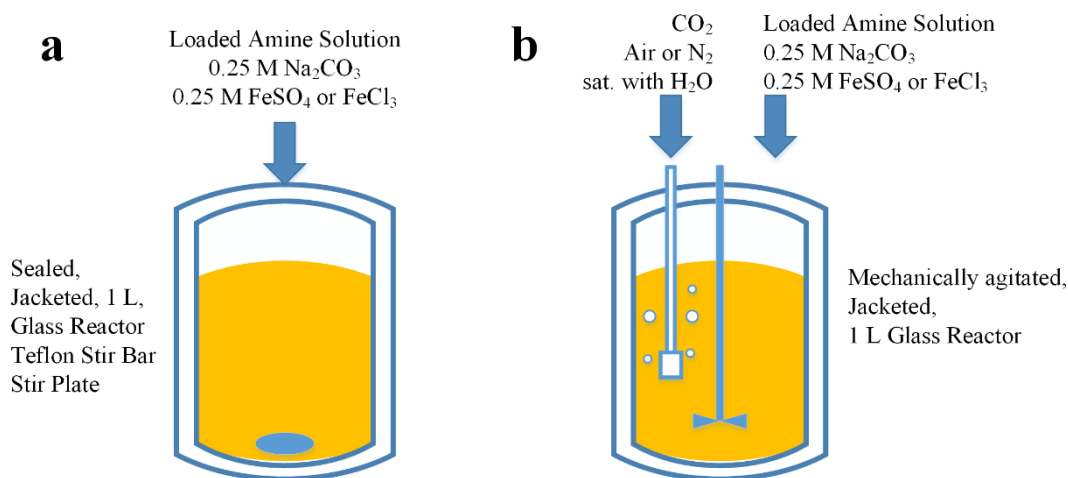 a
Loaded Amine Solution
0.25 M Na₂CO₃
0.25 M FeSO₄ or FeCl₃
Sealed,
Jacketed, 1 L,
Glass Reactor
Teflon Stir Bar
Stir Plate
b
CO₂
Air or N₂
sat. with H₂O
Loaded Amine Solution
0.25 M Na₂CO₃
0.25 M FeSO₄ or FeCl₃
Mechanically agitated,
Jacketed,
1 L Glass Reactor